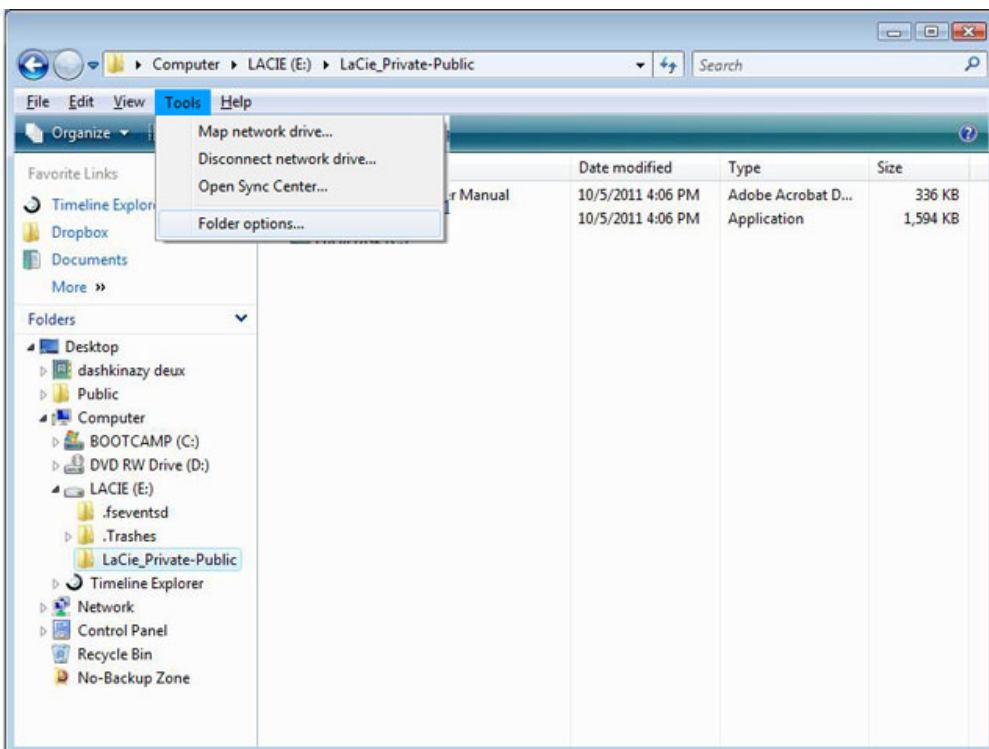 Computer ▸ LACIE (E:) ▸ LaCie_Private-Public
Search
File Edit View Tools Help
Organize
Map network drive...
Disconnect network drive...
Open Sync Center...
Folder options...
Favorite Links
Timeline Explor
Dropbox
Documents
More »
Date modified Type Size
r Manual 10/5/2011 4:06 PM Adobe Acrobat D... 336 KB
10/5/2011 4:06 PM Application 1,594 KB
Folders
Desktop
dashkinazy deux
Public
Computer
BOOTCAMP (C:)
DVD RW Drive (D:)
LACIE (E:)
.fseventsd
.Trashes
LaCie_Private-Public
Timeline Explorer
Network
Control Panel
Recycle Bin
No-Backup Zone